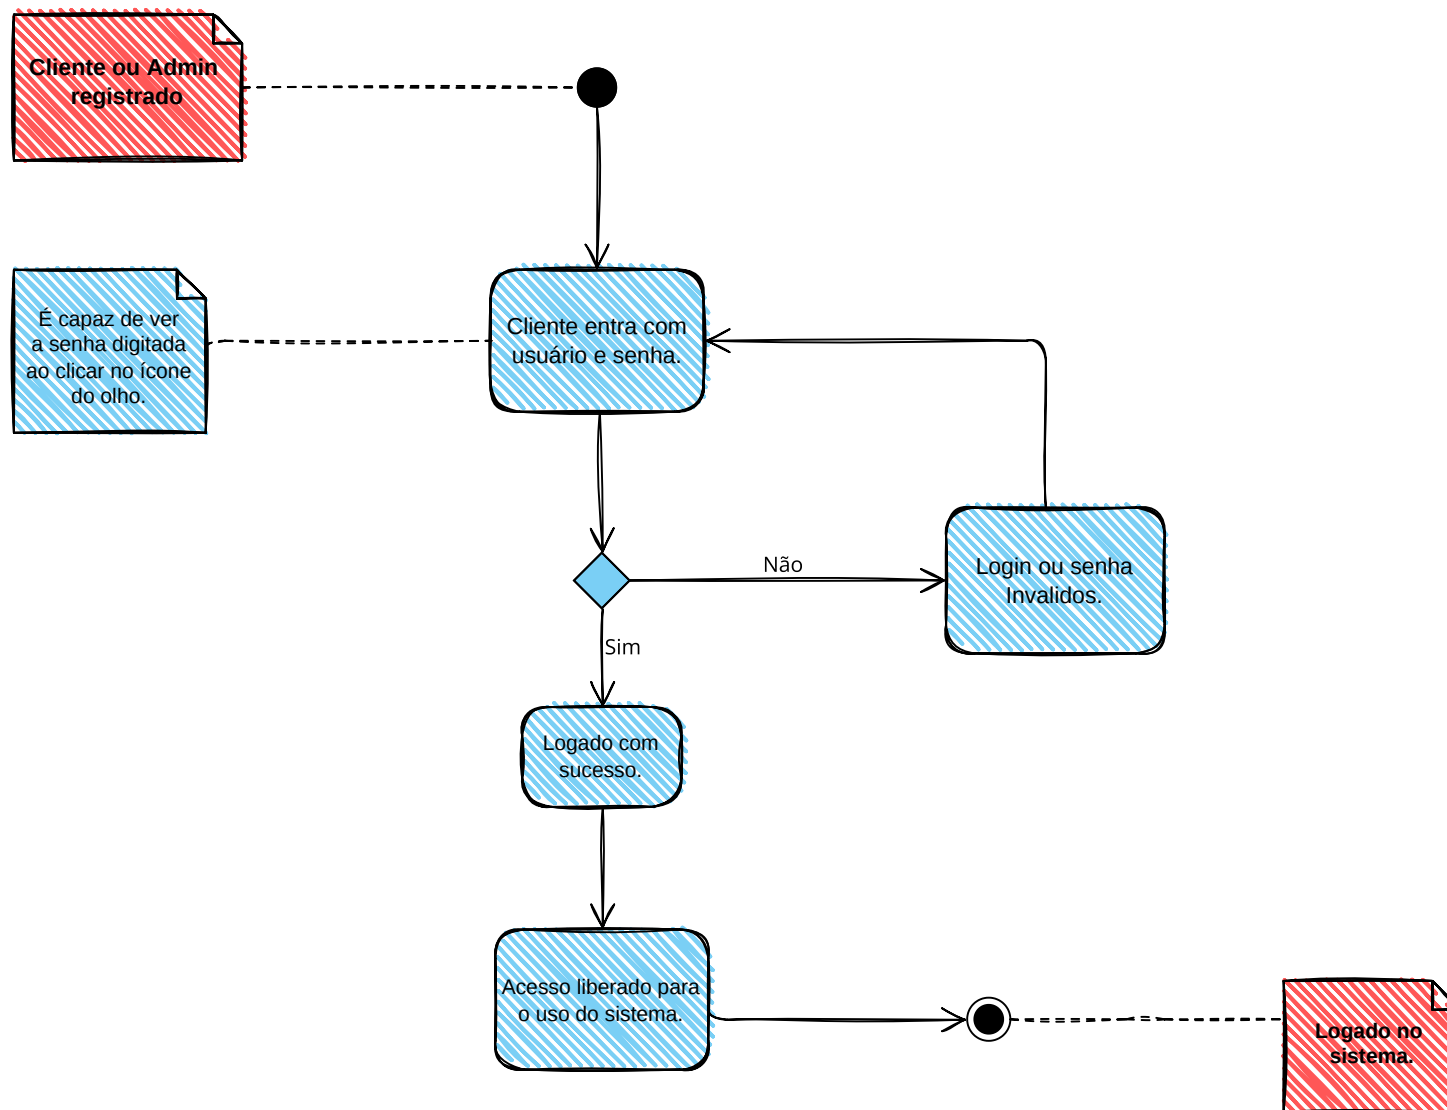 Cliente ou Admin
registrado
É capaz de ver
a senha digitada
ao clicar no ícone
do olho.
Cliente entra com
usuário e senha.
Não
Login ou senha
Invalidos.
Sim
Logado com
sucesso.
Acesso liberado para
o uso do sistema.
Logado no
sistema.